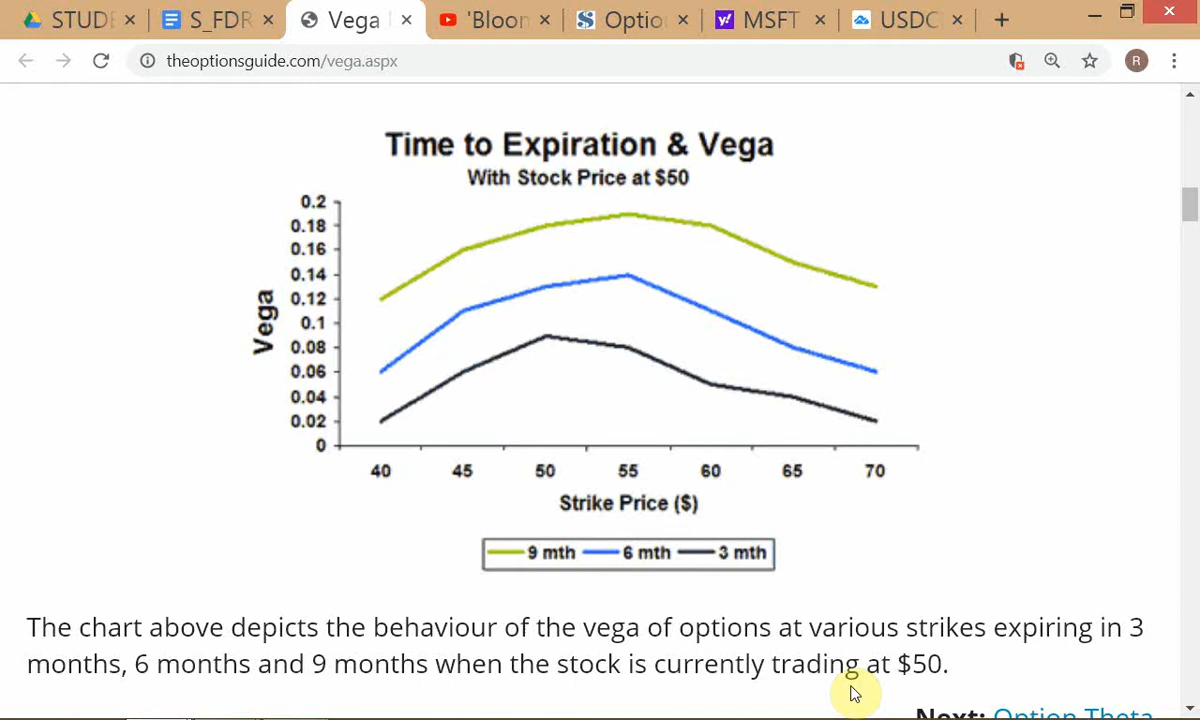 STUDE
S_FDR
Vega
'Bloon
Optio
MSFT
USDC
theoptionsguide.com/vega.aspx
R
Time to Expiration & Vega
With Stock Price at $50
Vega
0.2
0.18
0.16
0.14
0.12
0.1
0.08
0.06
0.04
0.02
0
40 45 50 55 60 65 70
Strike Price ($)
9 mth 6 mth 3 mth
The chart above depicts the behaviour of the vega of options at various strikes expiring in 3
months, 6 months and 9 months when the stock is currently trading at $50.
Next: Option Theta